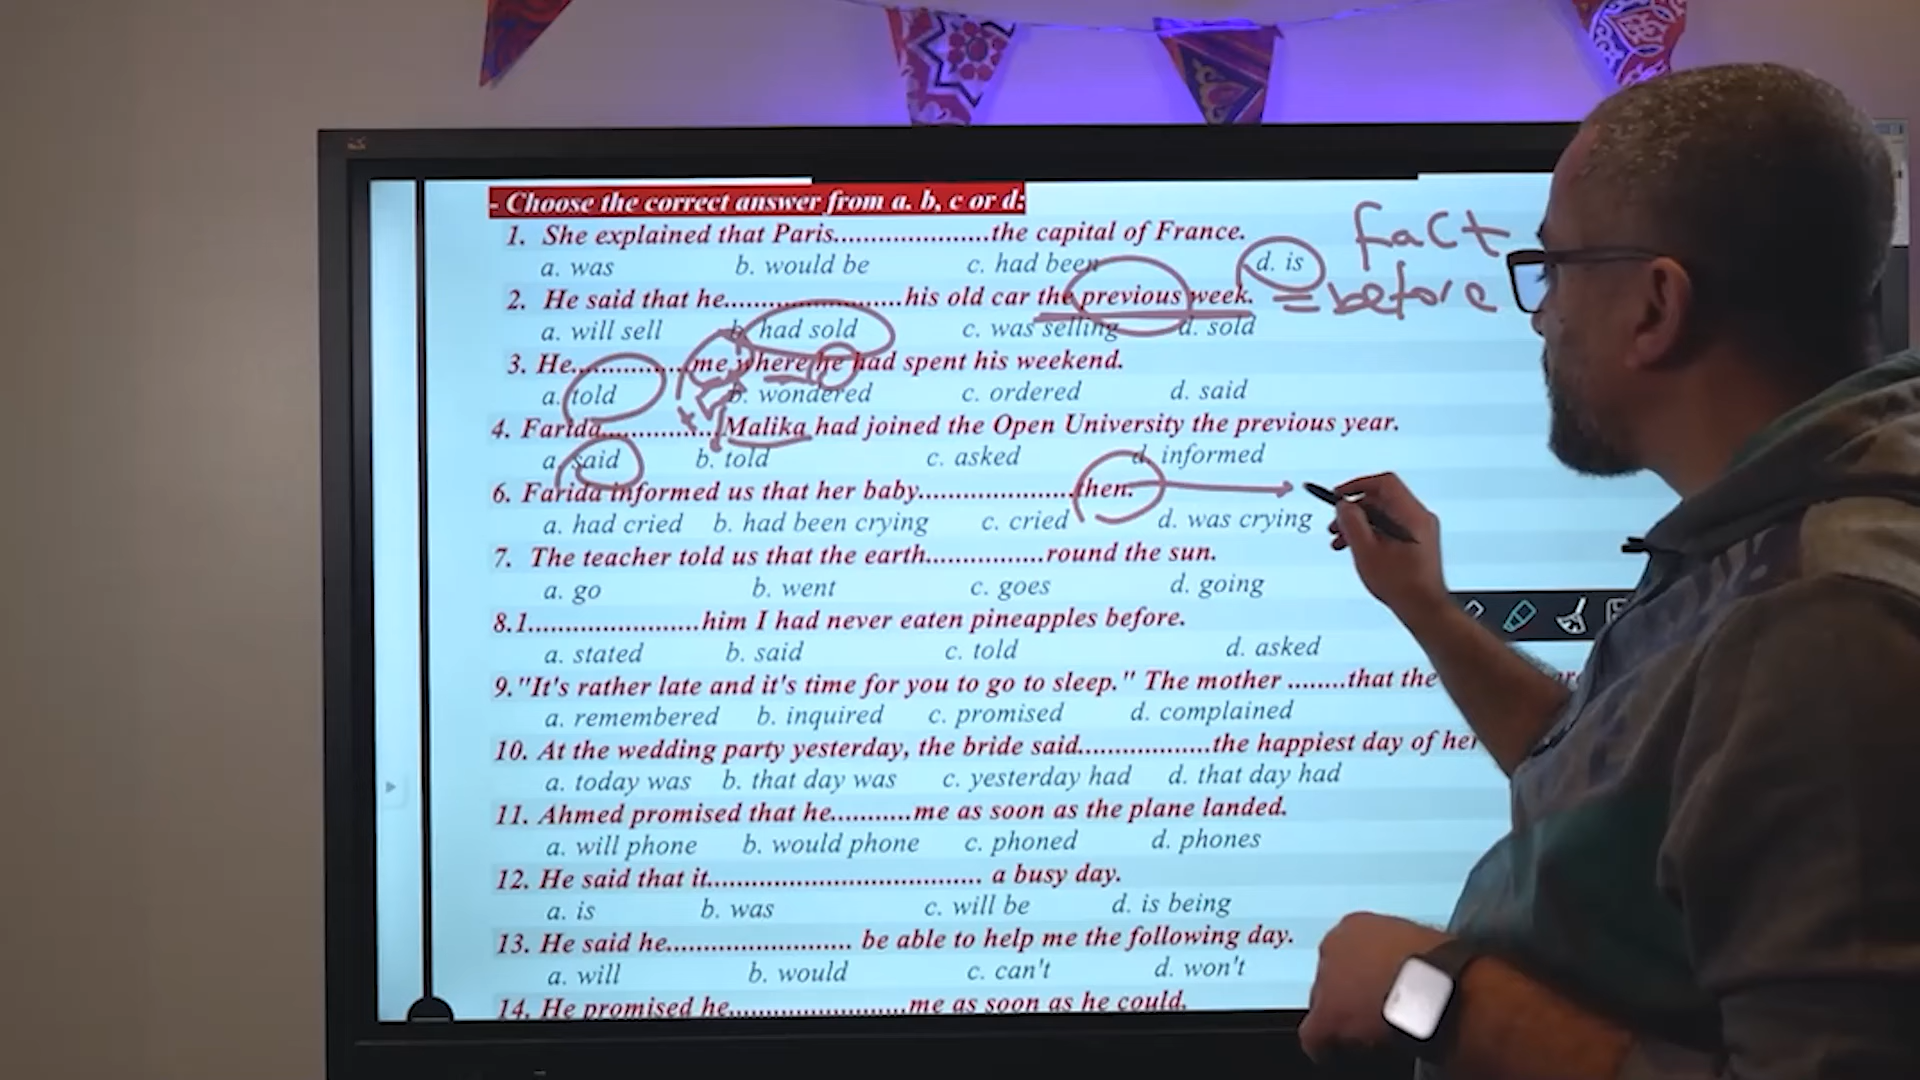 - Choose the correct answer from a. b, c or d:
1. She explained that Paris.....................the capital of France.
a. was b. would be c. had been d. is
fact
2. He said that he........................his old car the previous week.
= before
a. will sell b. had sold c. was selling d. sold
3. He................me where he had spent his weekend.
a. told b. wondered c. ordered d. said
4. Farida................Malika had joined the Open University the previous year.
a. said b. told c. asked d. informed
6. Farida informed us that her baby.....................then.
a. had cried b. had been crying c. cried d. was crying
7. The teacher told us that the earth................round the sun.
a. go b. went c. goes d. going
8.1.......................him I had never eaten pineapples before.
a. stated b. said c. told d. asked
9."It's rather late and it's time for you to go to sleep." The mother ........that the
a. remembered b. inquired c. promised d. complained
10. At the wedding party yesterday, the bride said..................the happiest day of her
a. today was b. that day was c. yesterday had d. that day had
11. Ahmed promised that he...........me as soon as the plane landed.
a. will phone b. would phone c. phoned d. phones
12. He said that it..................................... a busy day.
a. is b. was c. will be d. is being
13. He said he......................... be able to help me the following day.
a. will b. would c. can't d. won't
14. He promised he........................me as soon as he could.